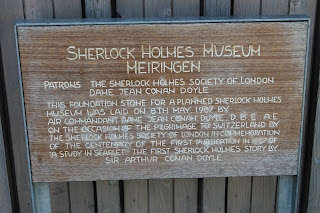 SHERLOCK HOLMES MUSEUM
MEIRINGEN
PATRONS THE SHERLOCK HOLMES SOCIETY OF LONDON
DAME JEAN CONAN DOYLE
THIS FOUNDATION STONE FOR A PLANNED SHERLOCK HOLMES
MUSEUM WAS LAID ON 8TH MAY 1987 BY
AIR COMMANDANT DAME JEAN CONAN DOYLE, D.B.E. A.E.
ON THE OCCASION OF THE PILGRIMAGE TO SWITZERLAND BY
THE SHERLOCK HOLMES SOCIETY OF LONDON IN COMMEMORATION
OF THE CENTENARY OF THE FIRST PUBLICATION IN 1887 OF
"A STUDY IN SCARLET" THE FIRST SHERLOCK HOLMES STORY BY
SIR ARTHUR CONAN DOYLE